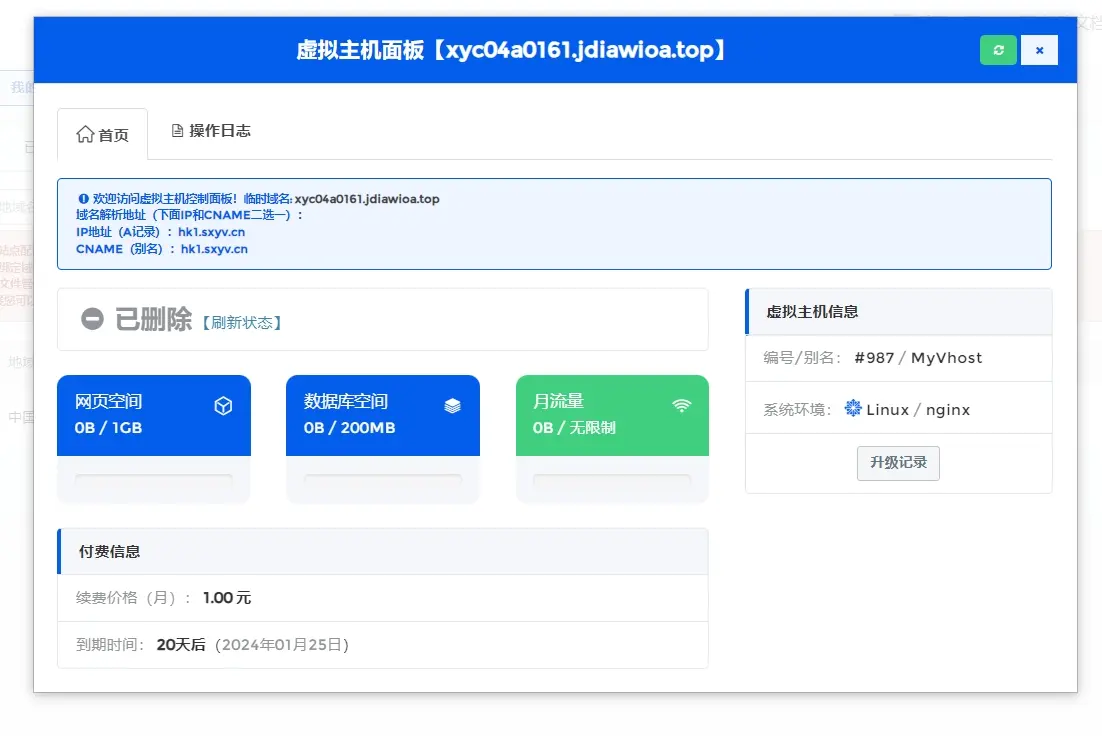 虚拟主机面板【xyc04a0161.jdiawioa.top】
首页
操作日志
欢迎访问虚拟主机控制面板！临时域名: xyc04a0161.jdiawioa.top
域名解析地址（下面IP和CNAME二选一）：
IP地址（A记录）：hk1.sxyv.cn
CNAME（别名）：hk1.sxyv.cn
已删除【刷新状态】
网页空间
0B / 1GB
数据库空间
0B / 200MB
月流量
0B / 无限制
付费信息
续费价格（月）：1.00 元
到期时间：20天后（2024年01月25日）
虚拟主机信息
编号/别名：#987 / MyVhost
系统环境：Linux / nginx
升级记录
文档
地域
中国